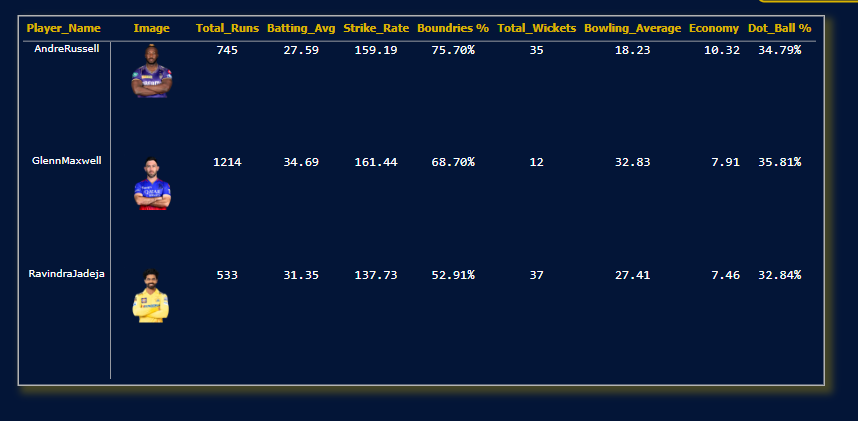 Player_Name Image Total_Runs Batting_Avg Strike_Rate Boundries % Total_Wickets Bowling_Average Economy Dot_Ball %
AndreRussell 745 27.59 159.19 75.70% 35 18.23 10.32 34.79%
GlennMaxwell 1214 34.69 161.44 68.70% 12 32.83 7.91 35.81%
RavindraJadeja 533 31.35 137.73 52.91% 37 27.41 7.46 32.84%